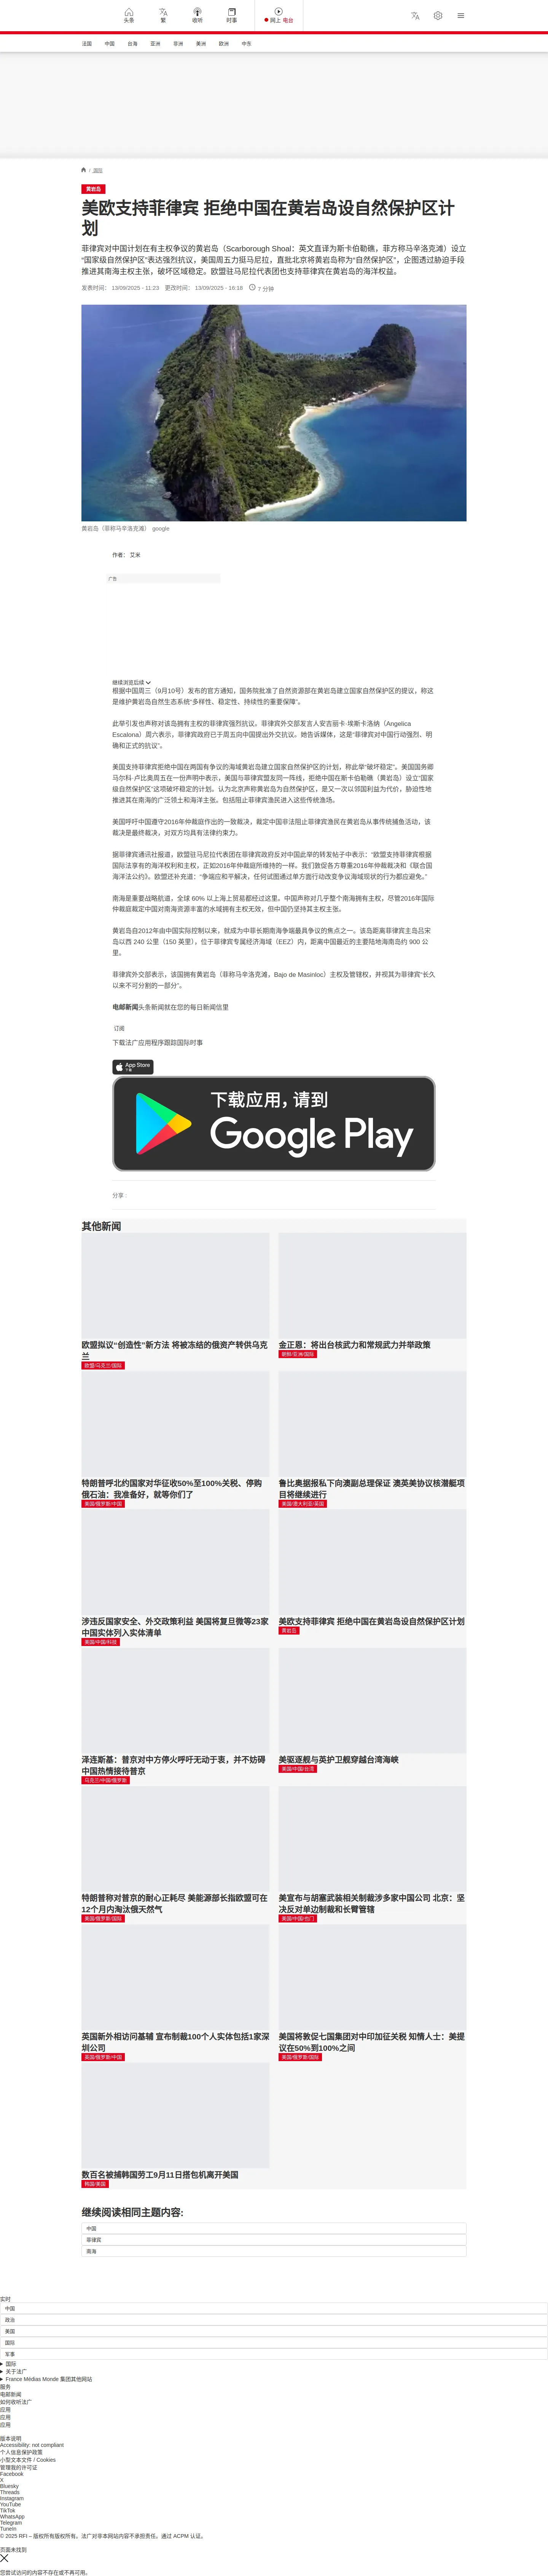 头条
繁
收听
时事
网上 电台
法国
中国
台海
亚洲
非洲
美洲
欧洲
中东
/ 国际
黄岩岛
美欧支持菲律宾 拒绝中国在黄岩岛设自然保护区计
划
菲律宾对中国计划在有主权争议的黄岩岛（Scarborough Shoal：英文直译为斯卡伯勒礁，菲方称马辛洛克滩）设立
“国家级自然保护区”表达强烈抗议，美国周五力挺马尼拉，直批北京将黄岩岛称为“自然保护区”，企图透过胁迫手段
推进其南海主权主张，破坏区域稳定。欧盟驻马尼拉代表团也支持菲律宾在黄岩岛的海洋权益。
发表时间： 13/09/2025 - 11:23 更改时间： 13/09/2025 - 16:18 7 分钟
黄岩岛（菲称马辛洛克滩） google
作者： 艾米
广告
继续浏览后续
根据中国周三（9月10号）发布的官方通知，国务院批准了自然资源部在黄岩岛建立国家自然保护区的提议，称这
是维护黄岩岛自然生态系统“多样性、稳定性、持续性的重要保障”。
此举引发也声称对该岛拥有主权的菲律宾强烈抗议。菲律宾外交部发言人安吉丽卡·埃斯卡洛纳（Angelica
Escalona）周六表示，菲律宾政府已于周五向中国提出外交抗议。她告诉媒体，这是“菲律宾对中国行动强烈、明
确和正式的抗议”。
美国支持菲律宾拒绝中国在两国有争议的海域黄岩岛建立国家自然保护区的计划，称此举“破坏稳定”。美国国务卿
马尔科·卢比奥周五在一份声明中表示，美国与菲律宾盟友同一阵线，拒绝中国在斯卡伯勒礁（黄岩岛）设立“国家
级自然保护区”这项破坏稳定的计划。认为北京声称黄岩岛为自然保护区，是又一次以邻国利益为代价，胁迫性地
推进其在南海的广泛领土和海洋主张。包括阻止菲律宾渔民进入这些传统渔场。
美国呼吁中国遵守2016年仲裁庭作出的一致裁决，裁定中国非法阻止菲律宾渔民在黄岩岛从事传统捕鱼活动，该
裁决是最终裁决，对双方均具有法律约束力。
据菲律宾通讯社报道，欧盟驻马尼拉代表团在菲律宾政府反对中国此举的转发帖子中表示：“欧盟支持菲律宾根据
国际法享有的海洋权利和主权，正如2016年仲裁庭所维持的一样。我们敦促各方尊重2016年仲裁裁决和《联合国
海洋法公约》。欧盟还补充道：“争端应和平解决，任何试图通过单方面行动改变争议海域现状的行为都应避免。”
南海是重要战略航道，全球 60% 以上海上贸易都经过这里。中国声称对几乎整个南海拥有主权，尽管2016年国际
仲裁庭裁定中国对南海资源丰富的水域拥有主权无效，但中国仍坚持其主权主张。
黄岩岛自2012年由中国实际控制以来，就成为中菲长期南海争端最具争议的焦点之一。该岛距离菲律宾主岛吕宋
岛以西 240 公里（150 英里），位于菲律宾专属经济海域（EEZ）内，距离中国最近的主要陆地海南岛约 900 公
里。
菲律宾外交部表示，该国拥有黄岩岛（菲称马辛洛克滩，Bajo de Masinloc）主权及管辖权，并视其为菲律宾“长久
以来不可分割的一部分”。
电邮新闻头条新闻就在您的每日新闻信里
订阅
下载法广应用程序跟踪国际时事
App Store
下载
下载应用，请到
Google Play
分享 :
其他新闻
欧盟拟议“创造性”新方法 将被冻结的俄资产转供乌克
兰
欧盟/乌克兰/国际
金正恩：将出台核武力和常规武力并举政策
朝鲜/亚洲/国际
特朗普呼北约国家对华征收50%至100%关税、停购
俄石油：我准备好，就等你们了
美国/俄罗斯/中国
鲁比奥据报私下向澳副总理保证 澳英美协议核潜艇项
目将继续进行
美国/澳大利亚/英国
涉违反国家安全、外交政策利益 美国将复旦微等23家
中国实体列入实体清单
美国/中国/科技
美欧支持菲律宾 拒绝中国在黄岩岛设自然保护区计划
黄岩岛
泽连斯基：普京对中方停火呼吁无动于衷，并不妨碍
中国热情接待普京
乌克兰/中国/俄罗斯
美驱逐舰与英护卫舰穿越台湾海峡
美国/中国/台湾
特朗普称对普京的耐心正耗尽 美能源部长指欧盟可在
12个月内淘汰俄天然气
美国/俄罗斯/国际
美宣布与胡塞武装相关制裁涉多家中国公司 北京：坚
决反对单边制裁和长臂管辖
美国/中国/也门
英国新外相访问基辅 宣布制裁100个人实体包括1家深
圳公司
英国/俄罗斯/中国
美国将敦促七国集团对中印加征关税 知情人士：美提
议在50%到100%之间
美国/俄罗斯/国际
数百名被捕韩国劳工9月11日搭包机离开美国
韩国/美国
继续阅读相同主题内容:
中国
菲律宾
南海
实时
中国
政治
美国
国际
军事
国际
关于法广
France Médias Monde 集团其他网站
服务
电邮新闻
如何收听法广
应用
应用
应用
版本说明
Accessibility: not compliant
个人信息保护政策
小型文本文件 / Cookies
管理我的许可证
Facebook
X
Bluesky
Threads
Instagram
YouTube
TikTok
WhatsApp
Telegram
TuneIn
© 2025 RFI – 版权所有版权所有。法广对非本网站内容不承担责任。通过 ACPM 认证。
页面未找到
您尝试访问的内容不存在或不再可用。